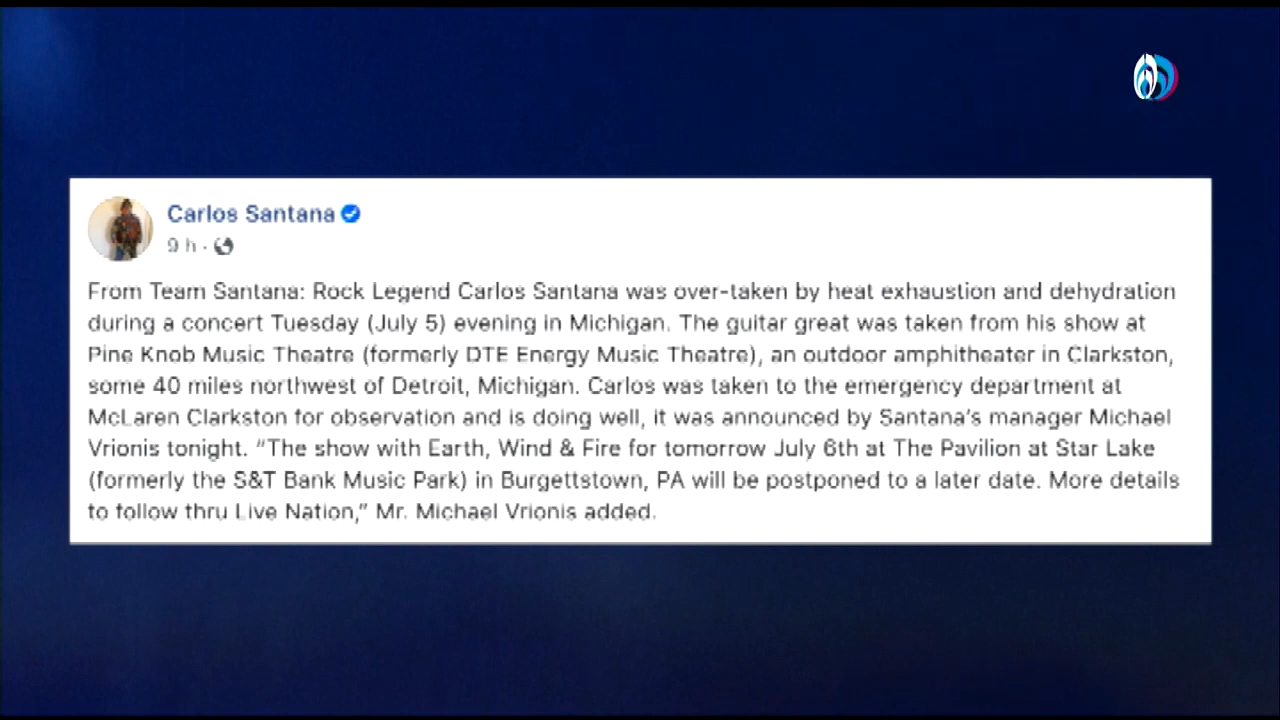 Carlos Santana
9 h ·
From Team Santana: Rock Legend Carlos Santana was over-taken by heat exhaustion and dehydration
during a concert Tuesday (July 5) evening in Michigan. The guitar great was taken from his show at
Pine Knob Music Theatre (formerly DTE Energy Music Theatre), an outdoor amphitheater in Clarkston,
some 40 miles northwest of Detroit, Michigan. Carlos was taken to the emergency department at
McLaren Clarkston for observation and is doing well, it was announced by Santana's manager Michael
Vrionis tonight. “The show with Earth, Wind & Fire for tomorrow July 6th at The Pavilion at Star Lake
(formerly the S&T Bank Music Park) in Burgettstown, PA will be postponed to a later date. More details
to follow thru Live Nation,” Mr. Michael Vrionis added.